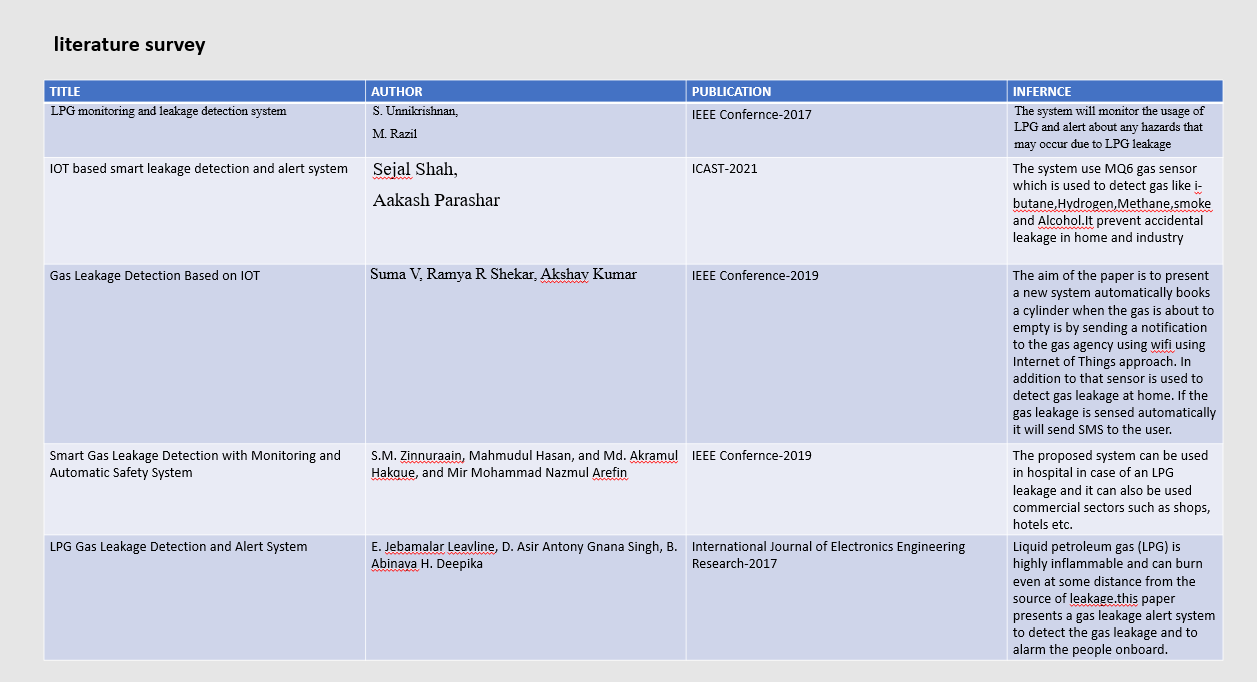 literature survey
TITLE
AUTHOR
PUBLICATION
INFERNCE
LPG monitoring and leakage detection system
S. Unnikrishnan,
M. Razil
IEEE Confernce-2017
The system will monitor the usage of
LPG and alert about any hazards that
may occur due to LPG leakage
IOT based smart leakage detection and alert system
Sejal Shah,
Aakash Parashar
ICAST-2021
The system use MQ6 gas sensor
which is used to detect gas like i-
butane,Hydrogen,Methane,smoke
and Alcohol.It prevent accidental
leakage in home and industry
Gas Leakage Detection Based on IOT
Suma V, Ramya R Shekar, Akshay Kumar
IEEE Conference-2019
The aim of the paper is to present
a new system automatically books
a cylinder when the gas is about to
empty is by sending a notification
to the gas agency using wifi using
Internet of Things approach. In
addition to that sensor is used to
detect gas leakage at home. If the
gas leakage is sensed automatically
it will send SMS to the user.
Smart Gas Leakage Detection with Monitoring and
Automatic Safety System
S.M. Zinnuraain, Mahmudul Hasan, and Md. Akramul
Hakque, and Mir Mohammad Nazmul Arefin
IEEE Confernce-2019
The proposed system can be used
in hospital in case of an LPG
leakage and it can also be used
commercial sectors such as shops,
hotels etc.
LPG Gas Leakage Detection and Alert System
E. Jebamalar Leavline, D. Asir Antony Gnana Singh, B.
Abinaya H. Deepika
International Journal of Electronics Engineering
Research-2017
Liquid petroleum gas (LPG) is
highly inflammable and can burn
even at some distance from the
source of leakage.this paper
presents a gas leakage alert system
to detect the gas leakage and to
alarm the people onboard.